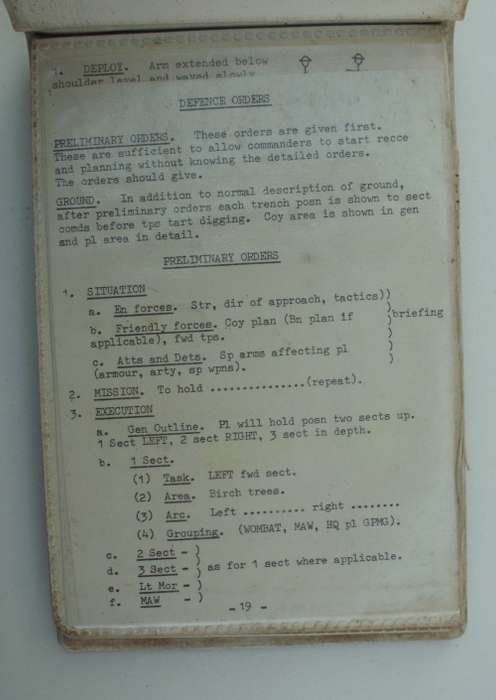 1. DEPLOY. Arm extended below
shoulder level and waved slowly
DEFENCE ORDERS
PRELIMINARY ORDERS. These orders are given first.
These are sufficient to allow commanders to start recce
and planning without knowing the detailed orders.
The orders should give.
GROUND. In addition to normal description of ground,
after preliminary orders each trench posn is shown to sect
comds before tps tart digging. Coy area is shown in gen
and pl area in detail.
PRELIMINARY ORDERS
1. SITUATION
a. En forces. Str, dir of approach, tactics))
b. Friendly forces. Coy plan (Bn plan if )briefing
applicable), fwd tps. )
c. Atts and Dets. Sp arms affecting pl )
(armour, arty, sp wpns). )
2. MISSION. To hold ...............(repeat).
3. EXECUTION
a. Gen Outline. Pl will hold posn two sects up.
1 Sect LEFT, 2 sect RIGHT, 3 sect in depth.
b. 1 Sect.
(1) Task. LEFT fwd sect.
(2) Area. Birch trees.
(3) Arc. Left .......... right ........
(4) Grouping. (WOMBAT, MAW, HQ pl GPMG).
c. 2 Sect - )
d. 3 Sect - ) as for 1 sect where applicable.
e. Lt Mor - )
f. MAW - )
- 19 -